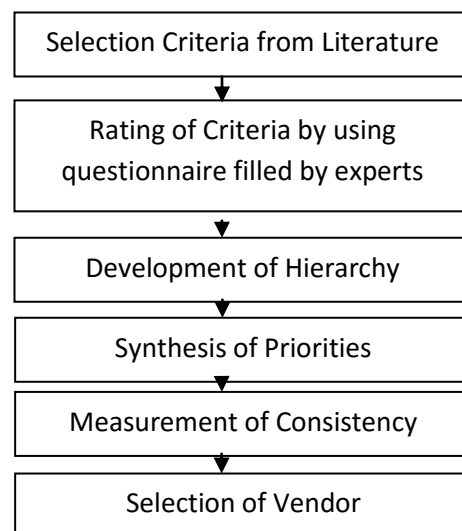 Selection Criteria from Literature
Rating of Criteria by using
questionnaire filled by experts
Development of Hierarchy
Synthesis of Priorities
Measurement of Consistency
Selection of Vendor